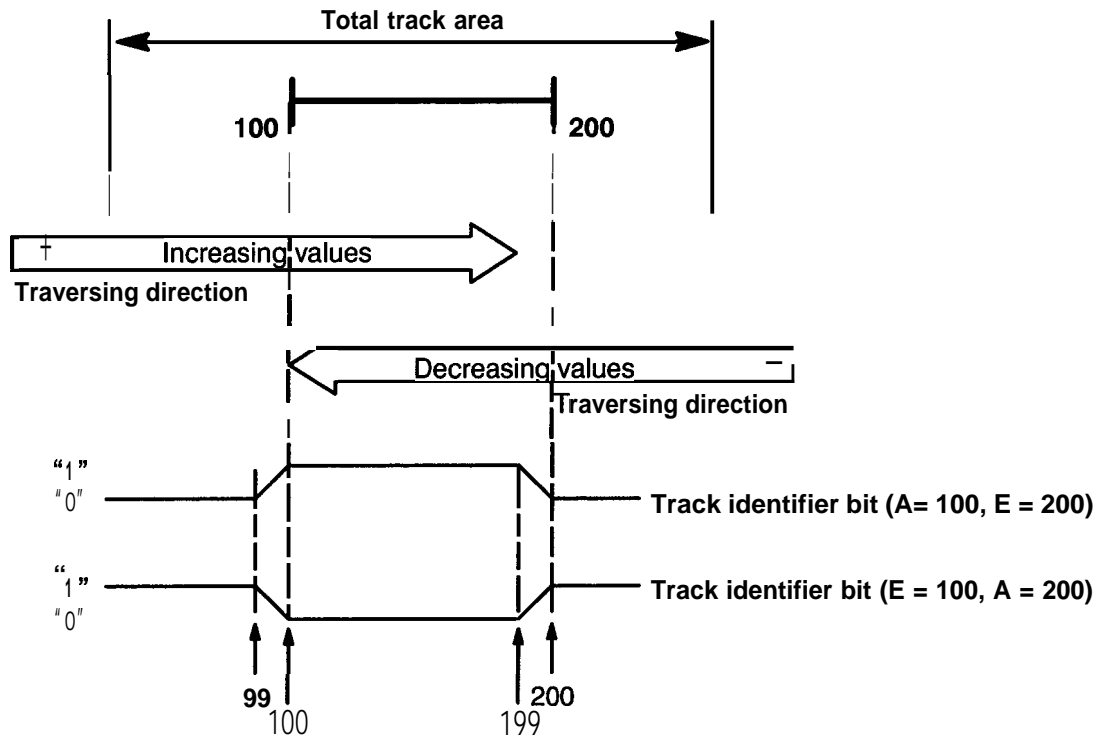 Total track area
100 200
+ Increasing values
Traversing direction
Decreasing values −
Traversing direction
"1"
"0"
Track identifier bit (A= 100, E = 200)
"1"
"0"
Track identifier bit (E = 100, A = 200)
99 200
100 199